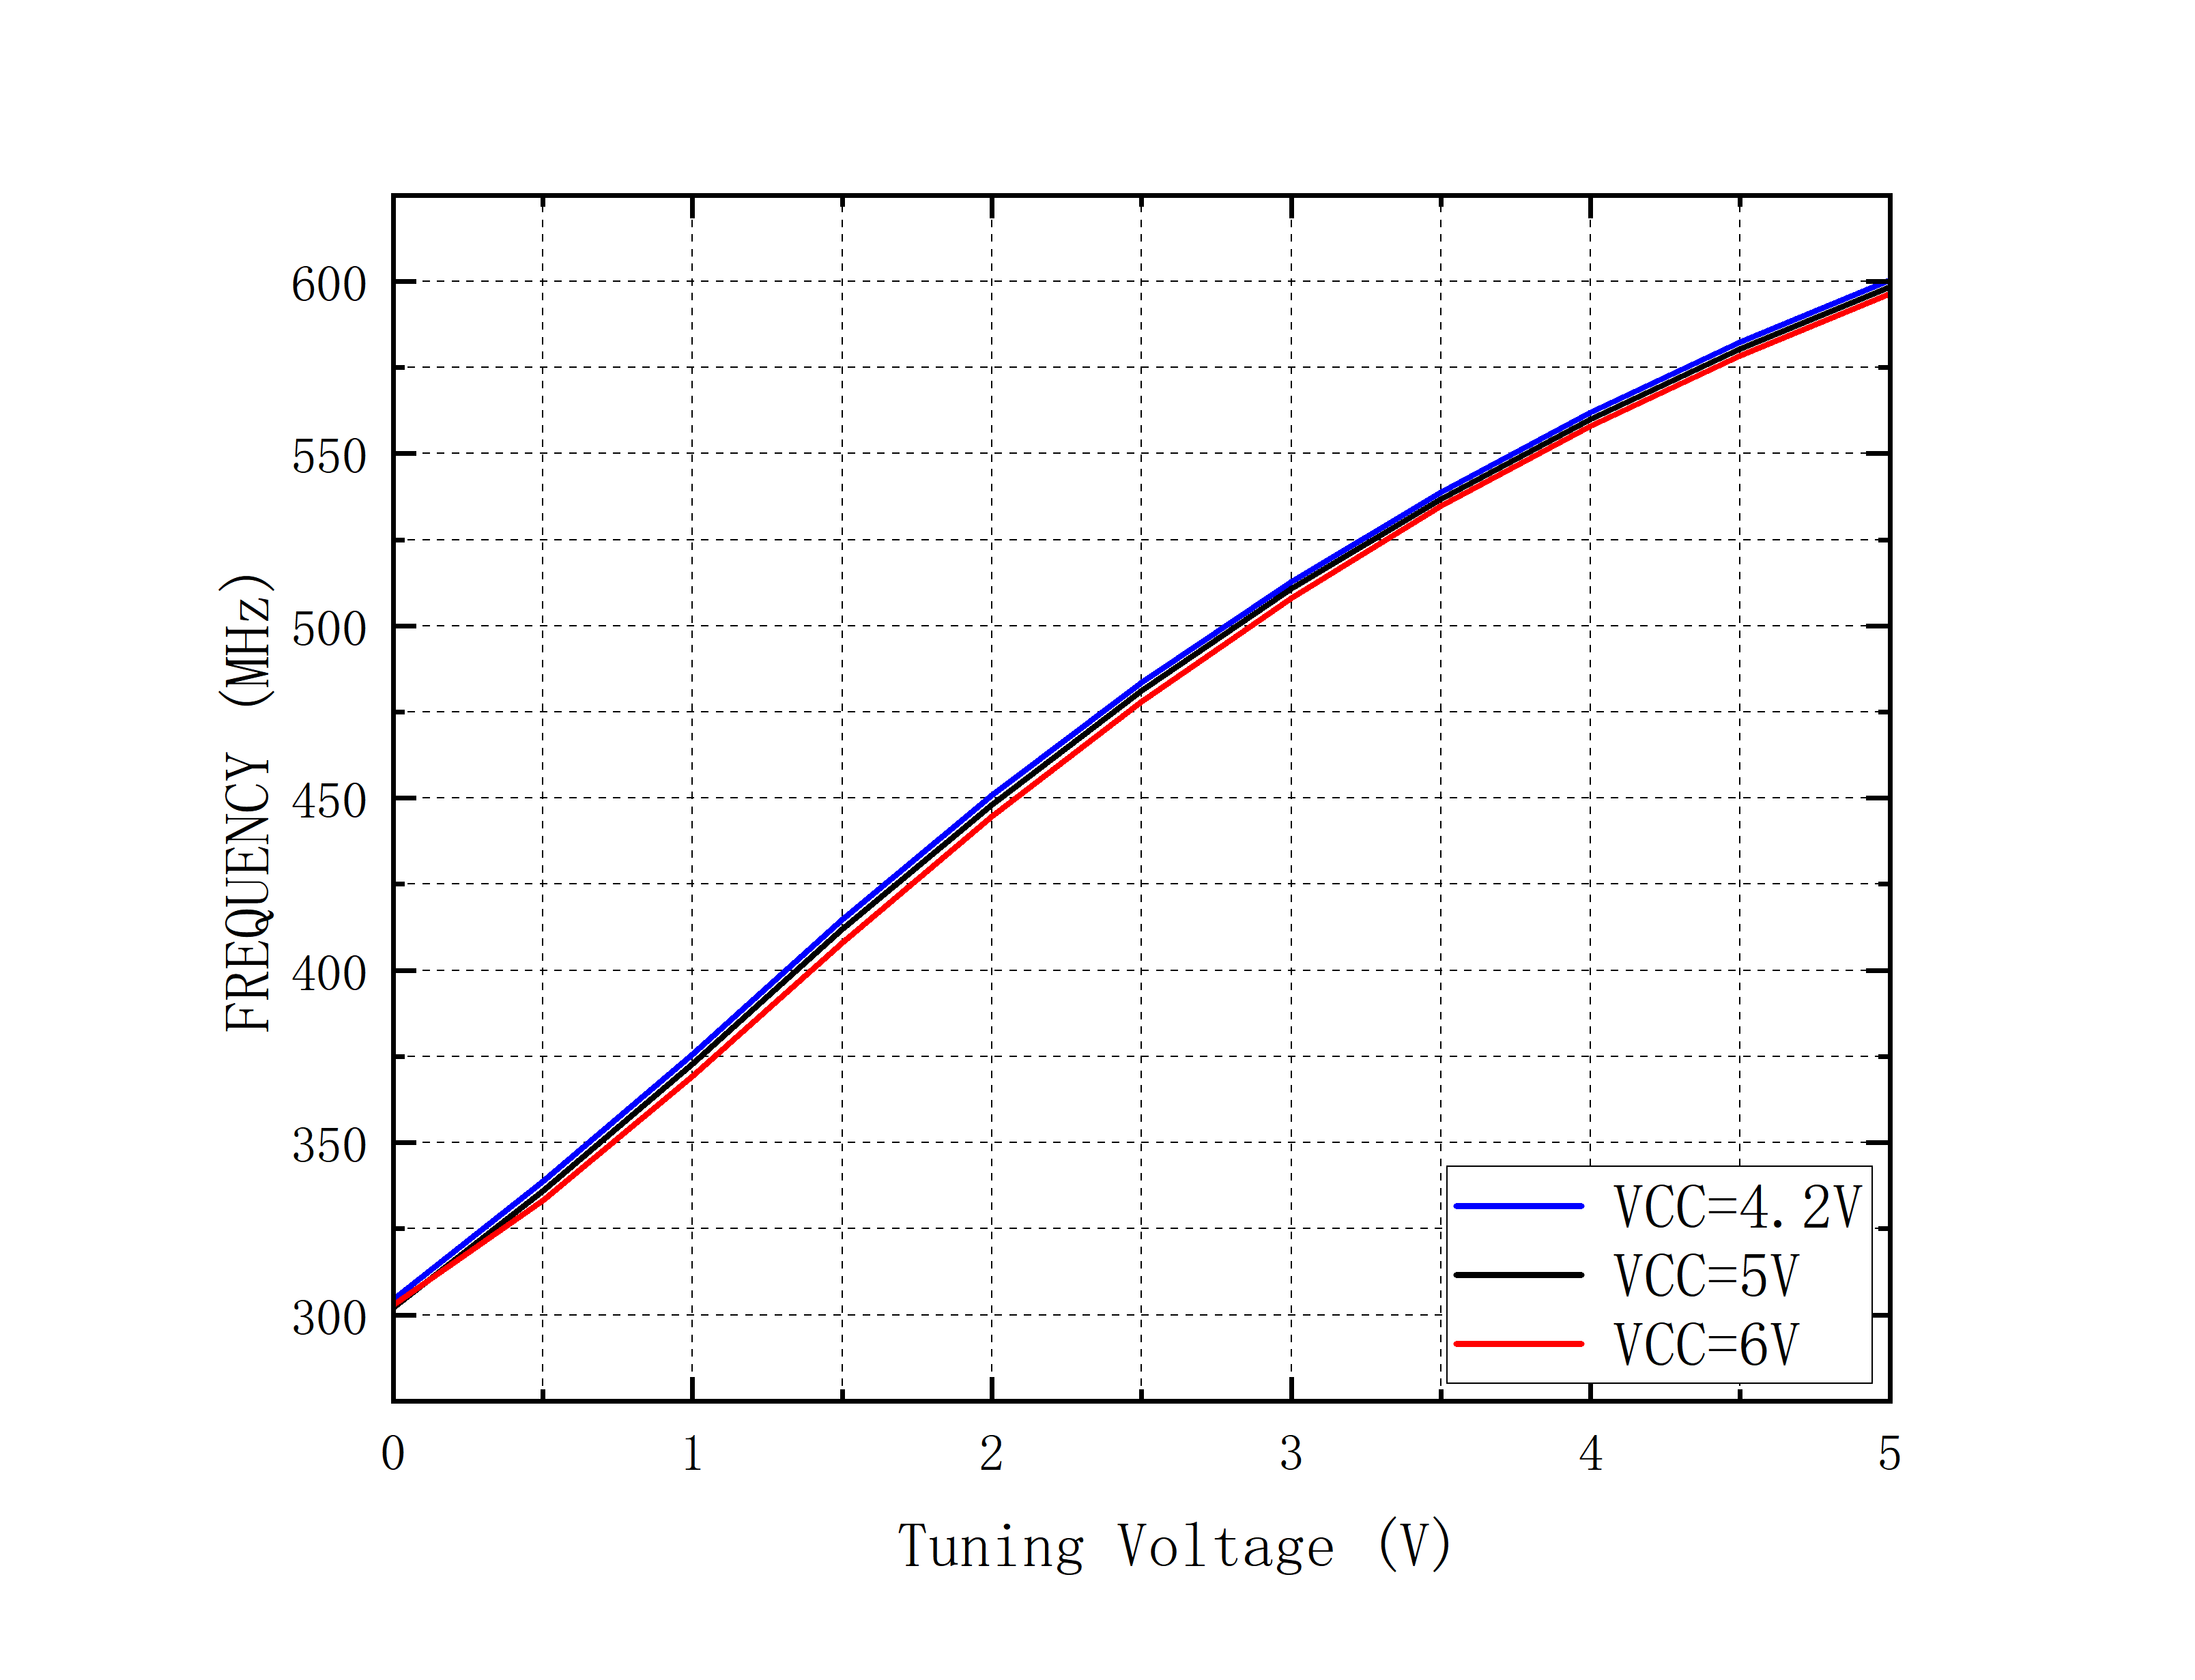 600
550
500
450
400
350
300
FREQUENCY (MHz)
0 1 2 3 4 5
Tuning Voltage (V)
VCC=4.2V
VCC=5V
VCC=6V